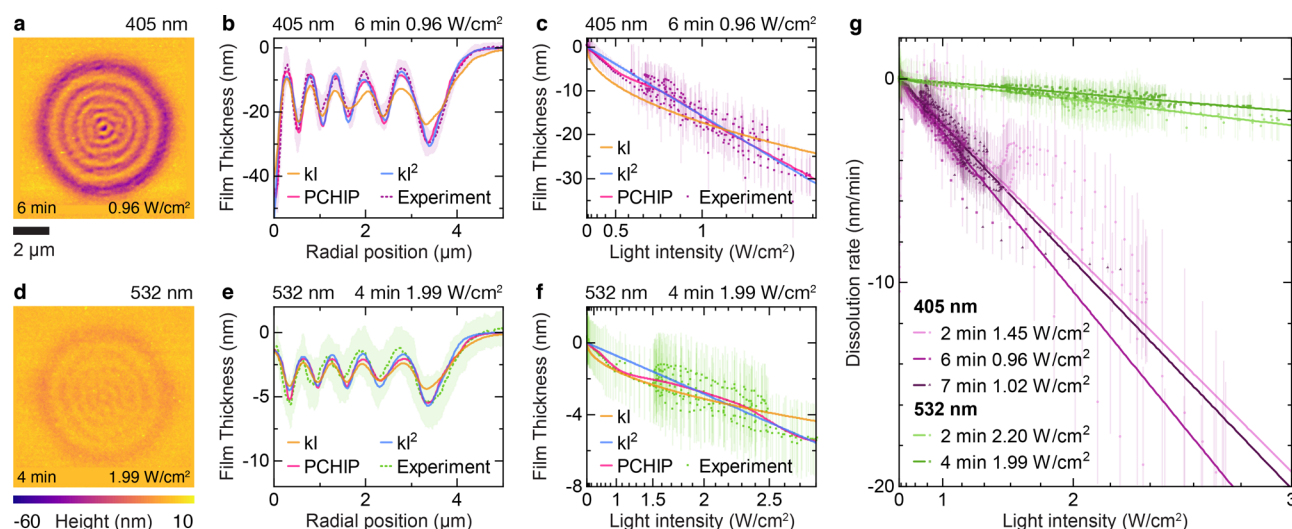 a 405 nm
6 min 0.96 W/cm²
2 µm
b 405 nm 6 min 0.96 W/cm²
Film Thickness (nm)
0
-20
-40
kI kI²
PCHIP Experiment
0 2 4
Radial position (µm)
c 405 nm 6 min 0.96 W/cm²
Film Thickness (nm)
0
-10
-20
-30
kI
kI²
PCHIP Experiment
0 0.5 1
Light intensity (W/cm²)
d 532 nm
4 min 1.99 W/cm²
-60 Height (nm) 10
e 532 nm 4 min 1.99 W/cm²
Film Thickness (nm)
0
-5
-10
kI kI²
PCHIP Experiment
0 2 4
Radial position (µm)
f 532 nm 4 min 1.99 W/cm²
Film Thickness (nm)
0
-4
-8
kI
kI²
PCHIP Experiment
0 1 1.5 2 2.5
Light intensity (W/cm²)
g
Dissolution rate (nm/min)
0
-10
-20
405 nm
2 min 1.45 W/cm²
6 min 0.96 W/cm²
7 min 1.02 W/cm²
532 nm
2 min 2.20 W/cm²
4 min 1.99 W/cm²
0 1 2 3
Light intensity (W/cm²)